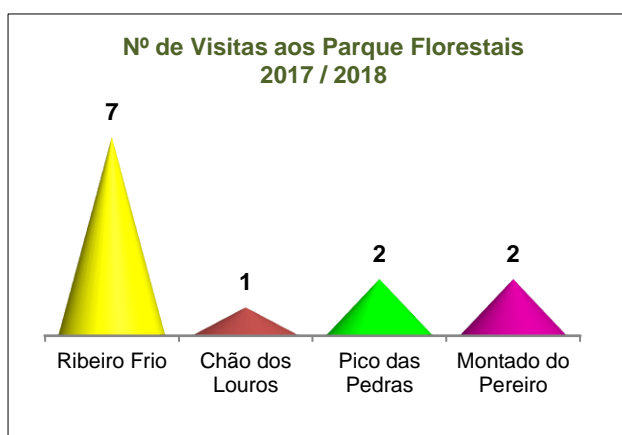 Nº de Visitas aos Parque Florestais
2017 / 2018
7
1
2
2
Ribeiro Frio
Chão dos
Louros
Pico das
Pedras
Montado do
Pereiro